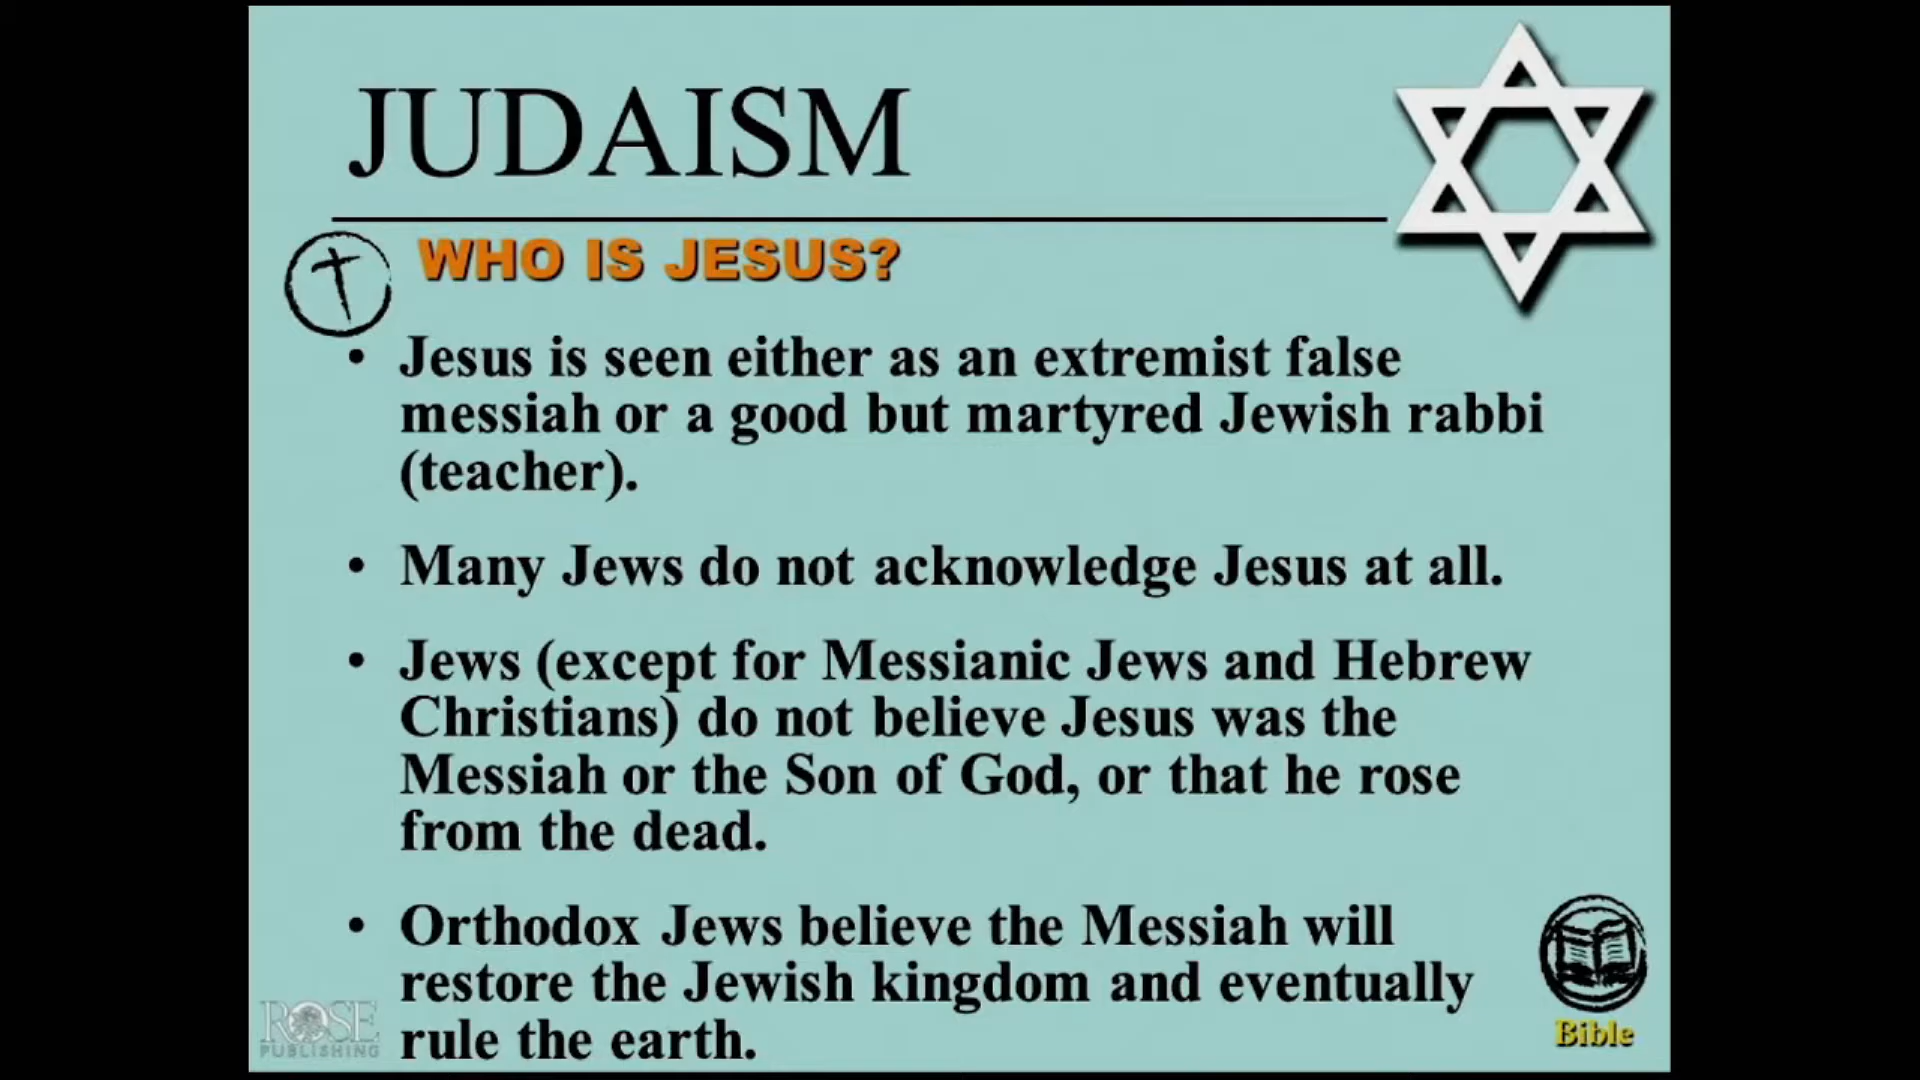 JUDAISM
WHO IS JESUS?
• Jesus is seen either as an extremist false
messiah or a good but martyred Jewish rabbi
(teacher).
• Many Jews do not acknowledge Jesus at all.
• Jews (except for Messianic Jews and Hebrew
Christians) do not believe Jesus was the
Messiah or the Son of God, or that he rose
from the dead.
• Orthodox Jews believe the Messiah will
restore the Jewish kingdom and eventually
rule the earth.
ROSE
PUBLISHING
Bible